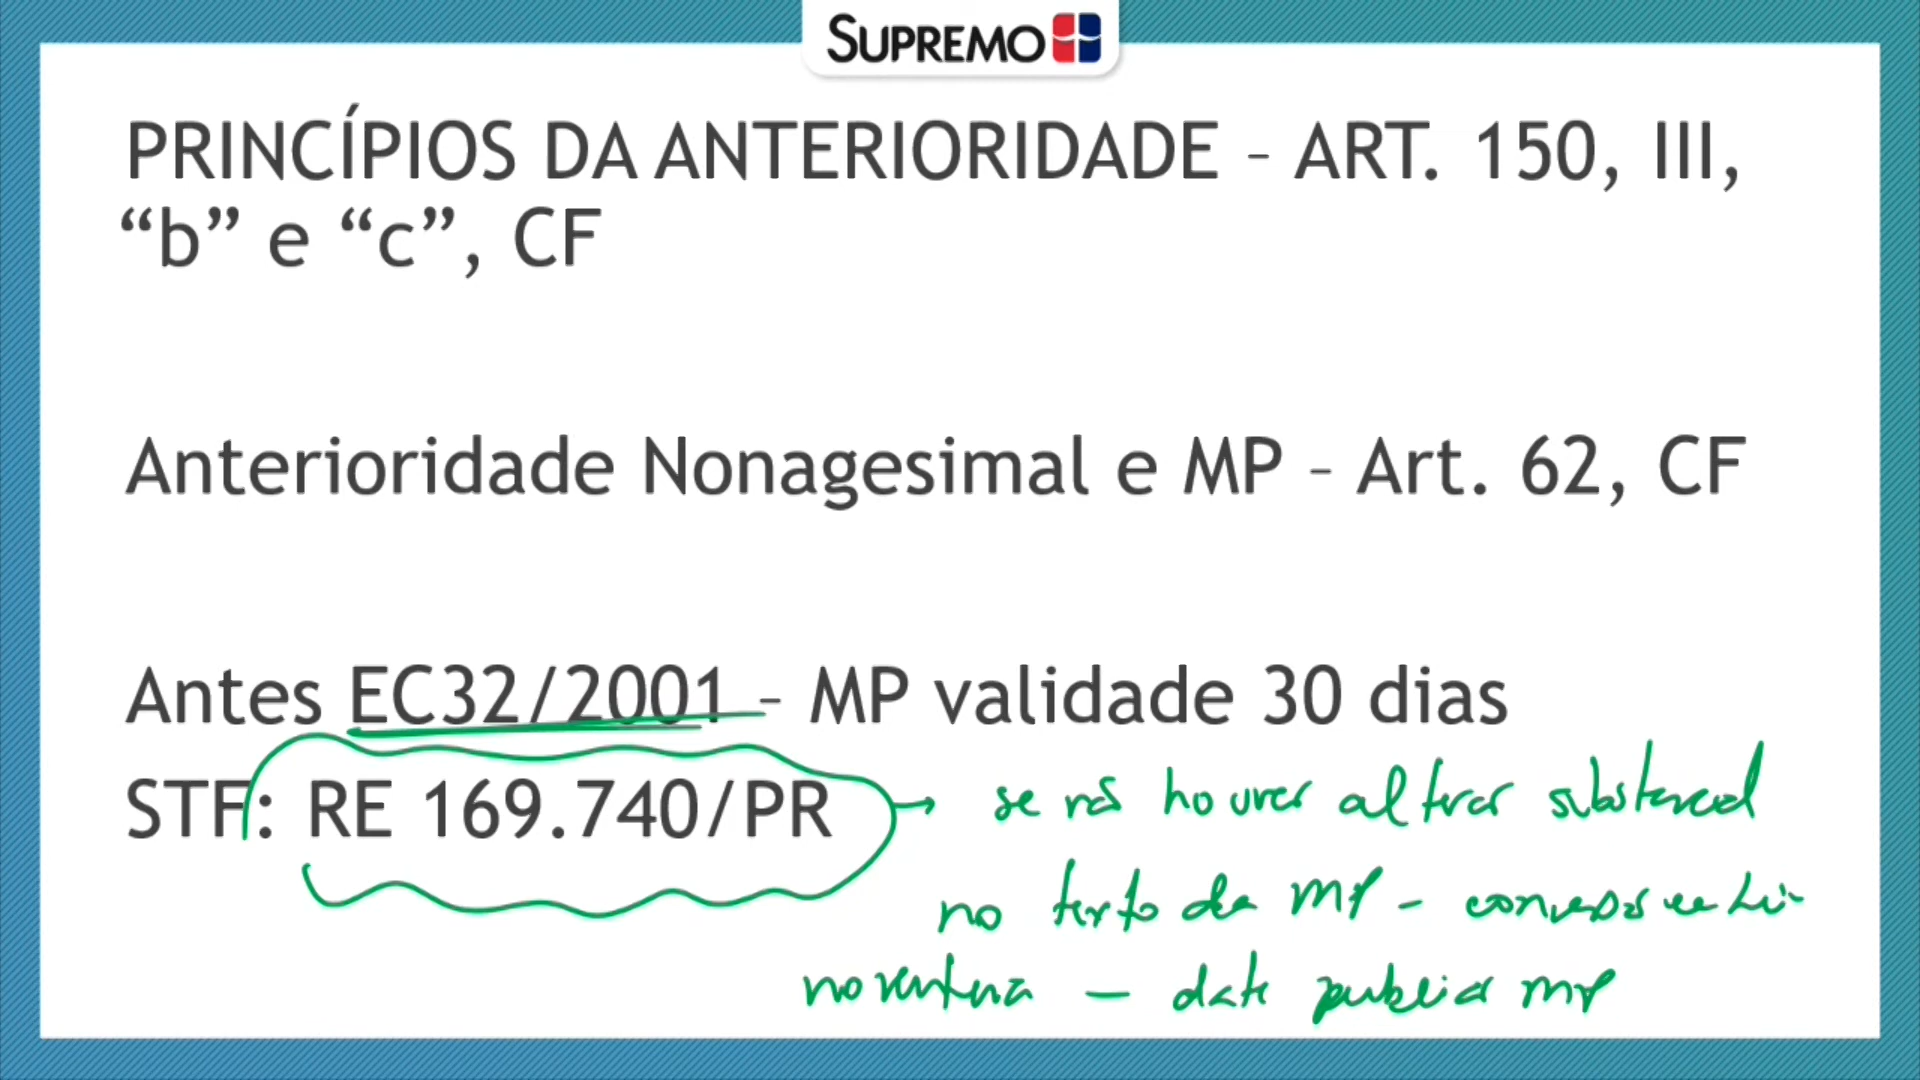 SUPREMO
PRINCÍPIOS DA ANTERIORIDADE – ART. 150, III,
“b” e “c”, CF
Anterioridade Nonagesimal e MP – Art. 62, CF
Antes EC32/2001 – MP validade 30 dias
STF: RE 169.740/PR → se não houver alterar substancial
no texto da MP – conversão em Lei
noventena – data publica MP